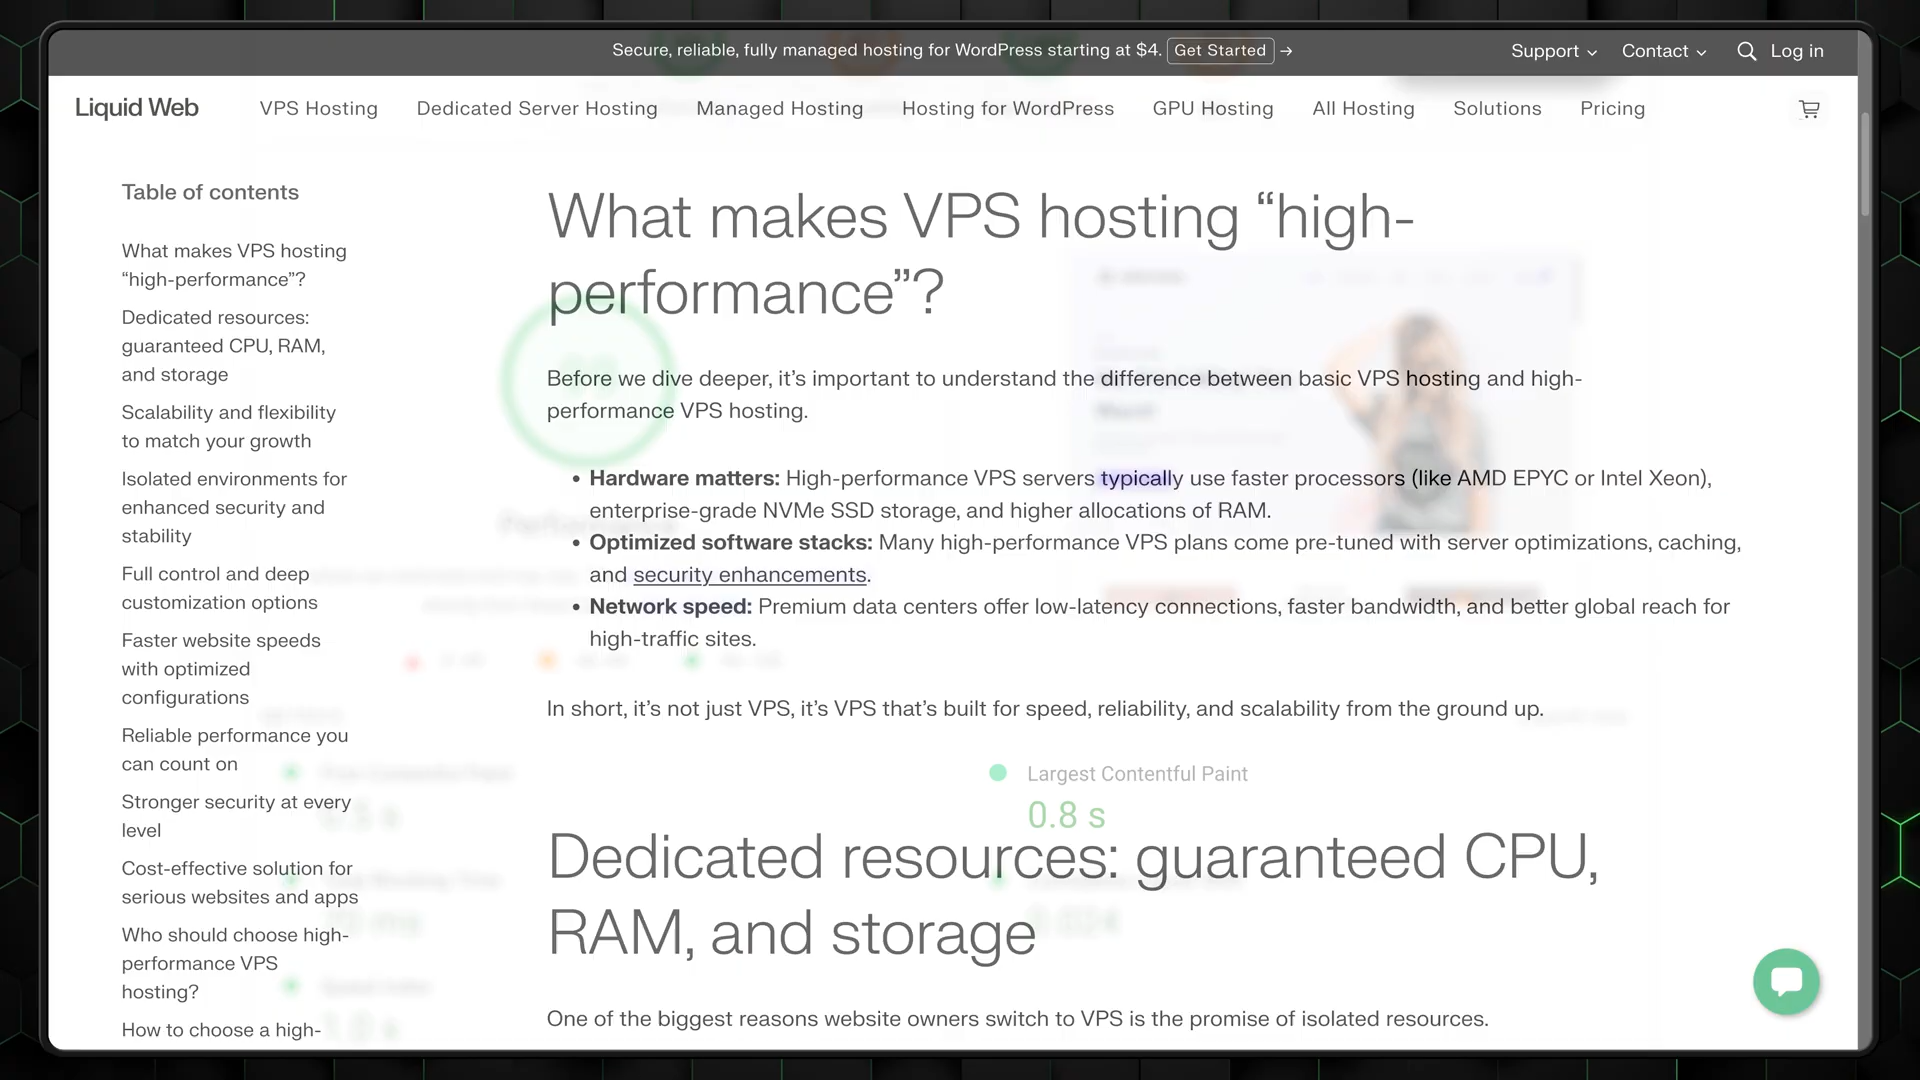 Secure, reliable, fully managed hosting for WordPress starting at $4. Get Started →
Support
Contact
Log in
Liquid Web
VPS Hosting
Dedicated Server Hosting
Managed Hosting
Hosting for WordPress
GPU Hosting
All Hosting
Solutions
Pricing
Table of contents
What makes VPS hosting
“high-performance”?
Dedicated resources:
guaranteed CPU, RAM,
and storage
Scalability and flexibility
to match your growth
Isolated environments for
enhanced security and
stability
Full control and deep
customization options
Faster website speeds
with optimized
configurations
Reliable performance you
can count on
Stronger security at every
level
Cost-effective solution for
serious websites and apps
Who should choose high-
performance VPS
hosting?
How to choose a high-
What makes VPS hosting “high-
performance”?
Before we dive deeper, it’s important to understand the difference between basic VPS hosting and high-
performance VPS hosting.
• Hardware matters: High-performance VPS servers typically use faster processors (like AMD EPYC or Intel Xeon),
enterprise-grade NVMe SSD storage, and higher allocations of RAM.
• Optimized software stacks: Many high-performance VPS plans come pre-tuned with server optimizations, caching,
and security enhancements.
• Network speed: Premium data centers offer low-latency connections, faster bandwidth, and better global reach for
high-traffic sites.
In short, it’s not just VPS, it’s VPS that’s built for speed, reliability, and scalability from the ground up.
Largest Contentful Paint
0.8 s
Dedicated resources: guaranteed CPU,
RAM, and storage
One of the biggest reasons website owners switch to VPS is the promise of isolated resources.